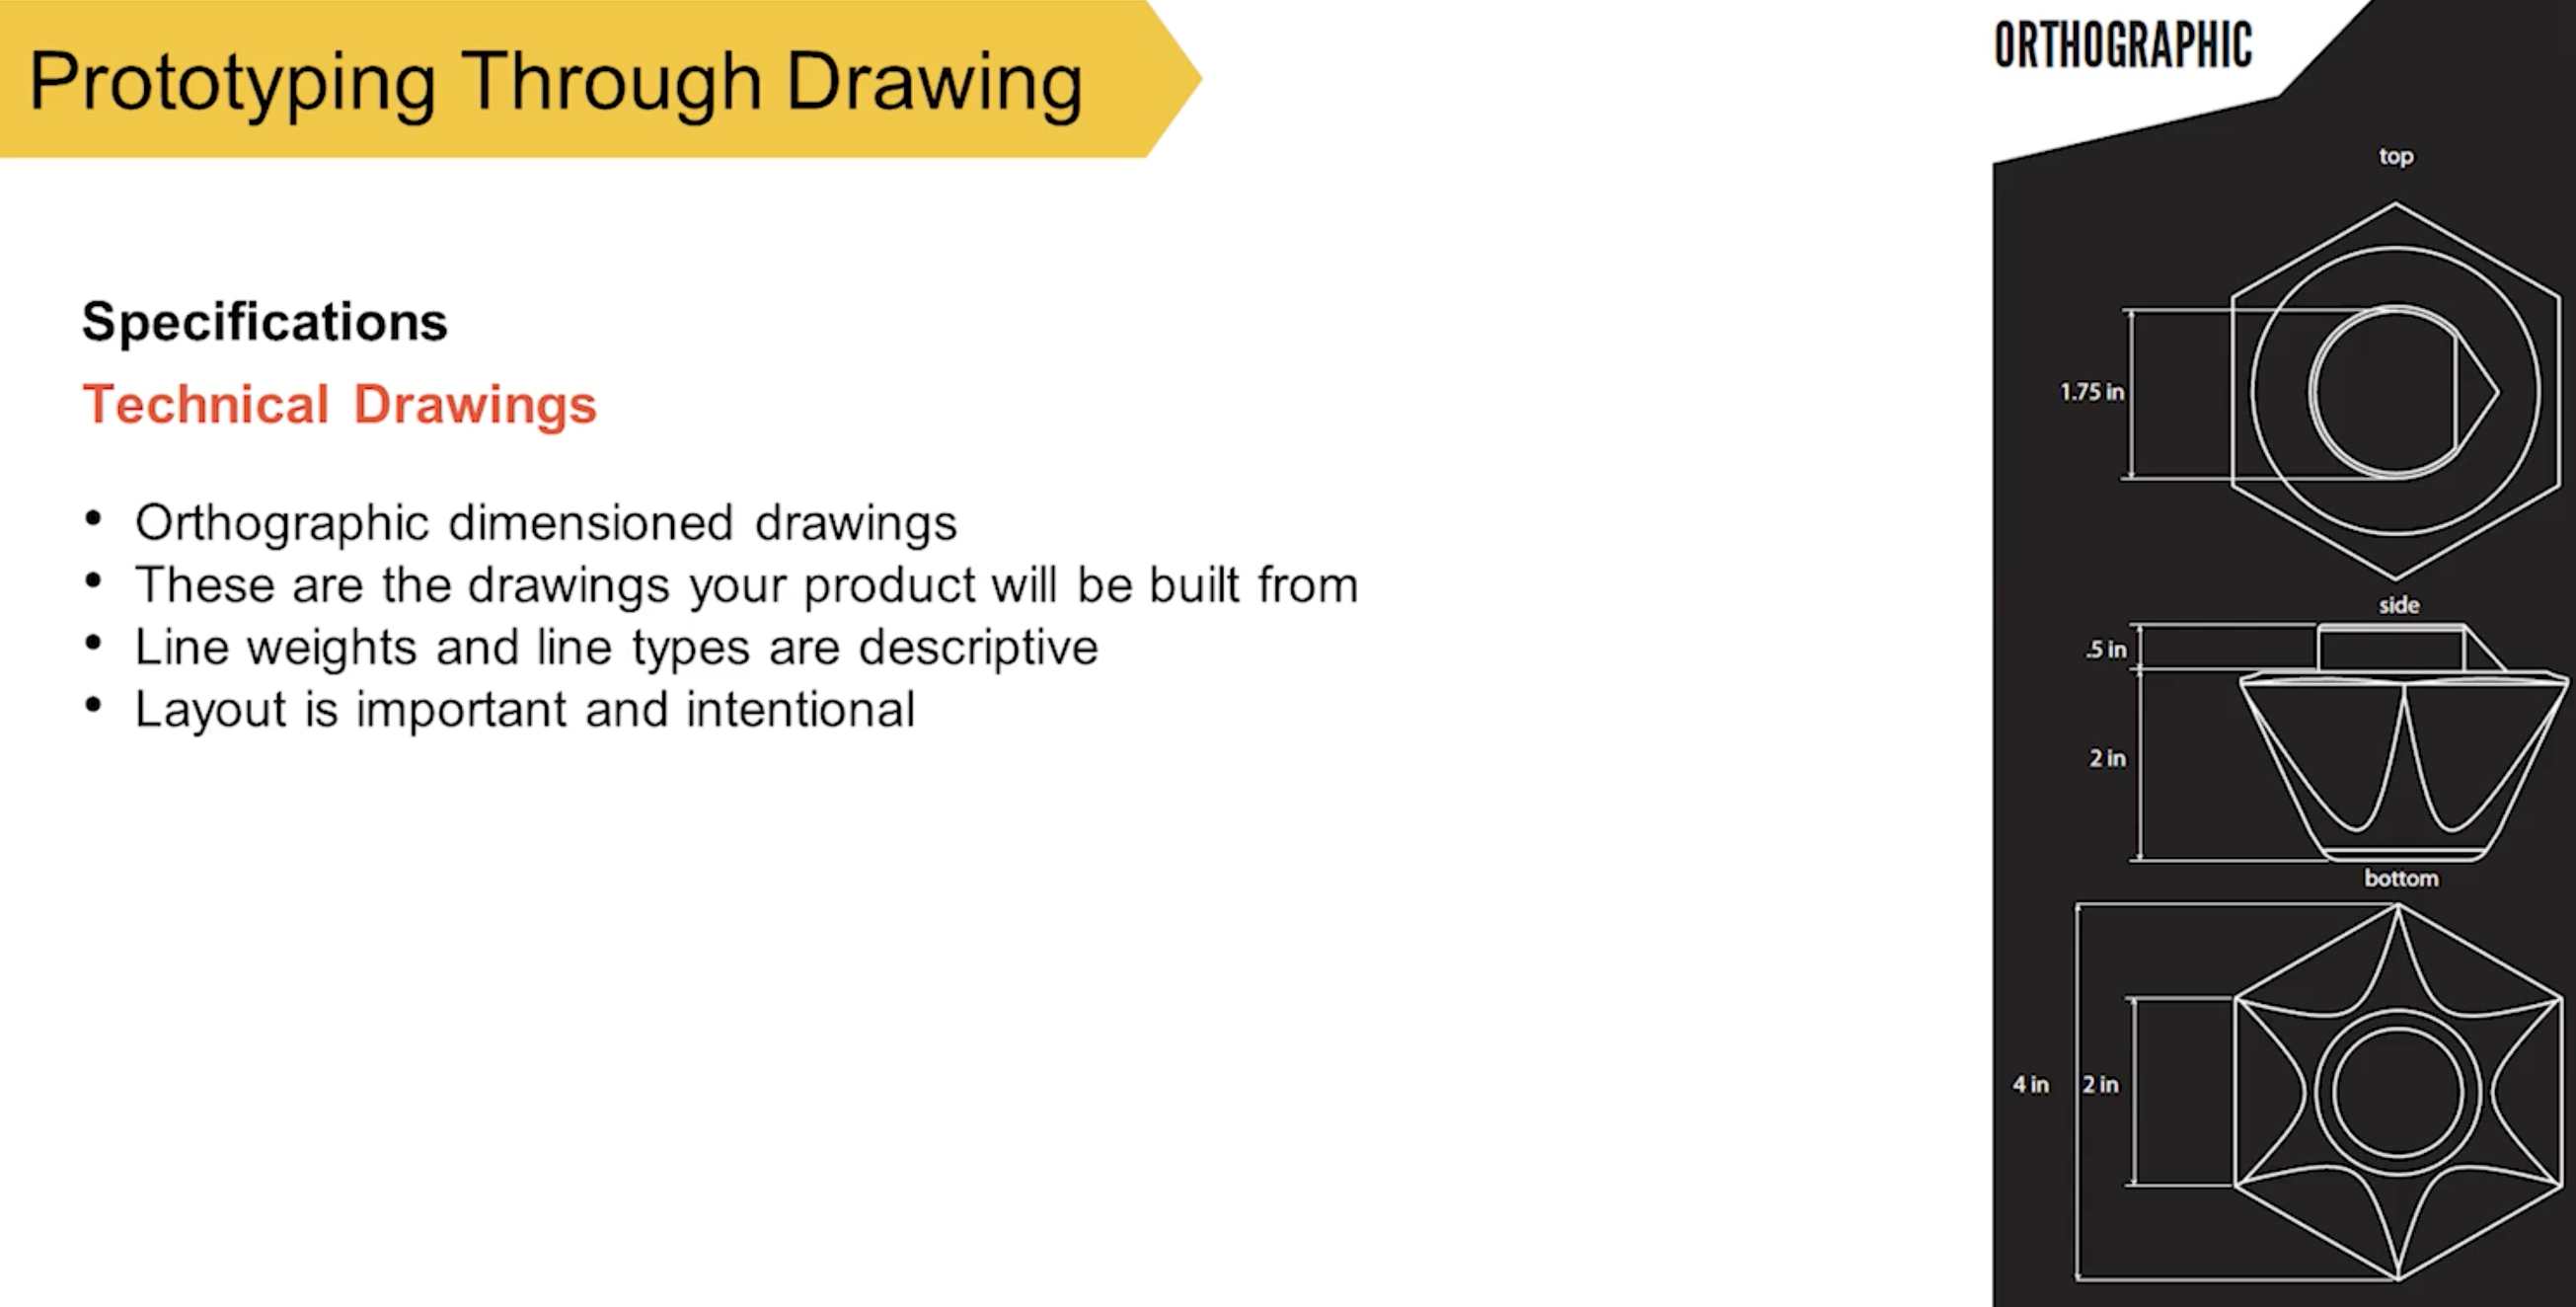 Prototyping Through Drawing
Specifications
Technical Drawings
• Orthographic dimensioned drawings
• These are the drawings your product will be built from
• Line weights and line types are descriptive
• Layout is important and intentional
ORTHOGRAPHIC
top
1.75 in
side
.5 in
2 in
bottom
4 in
2 in